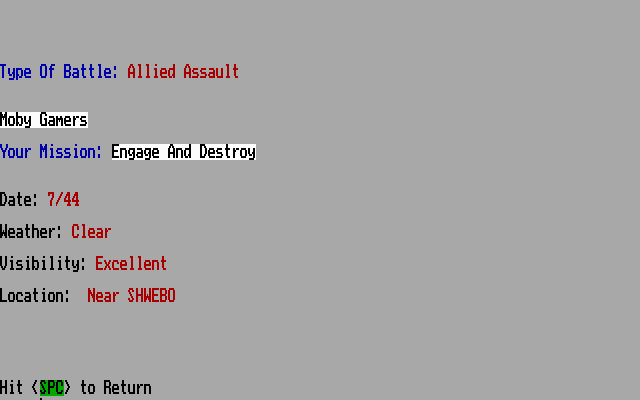 Type Of Battle: Allied Assault
Moby Gamers
Your Mission: Engage And Destroy
Date: 7/44
Weather: Clear
Visibility: Excellent
Location:  Near SHWEBO
Hit <SPC> to Return